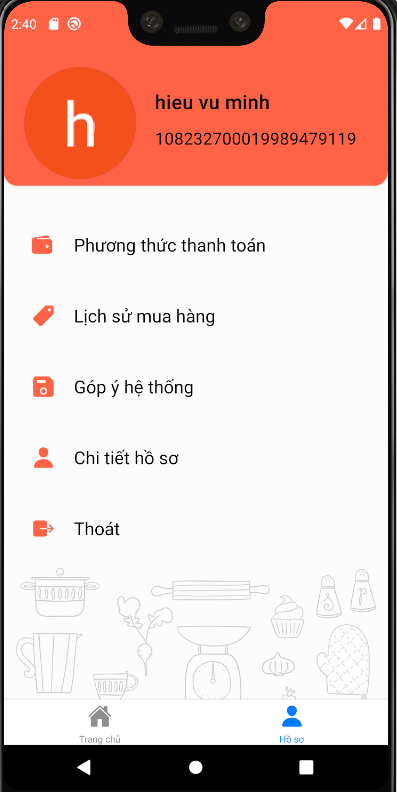 2:40
h
hieu vu minh
108232700019989479119
Phương thức thanh toán
Lịch sử mua hàng
Góp ý hệ thống
Chi tiết hồ sơ
Thoát
Trang chủ
Hồ sơ